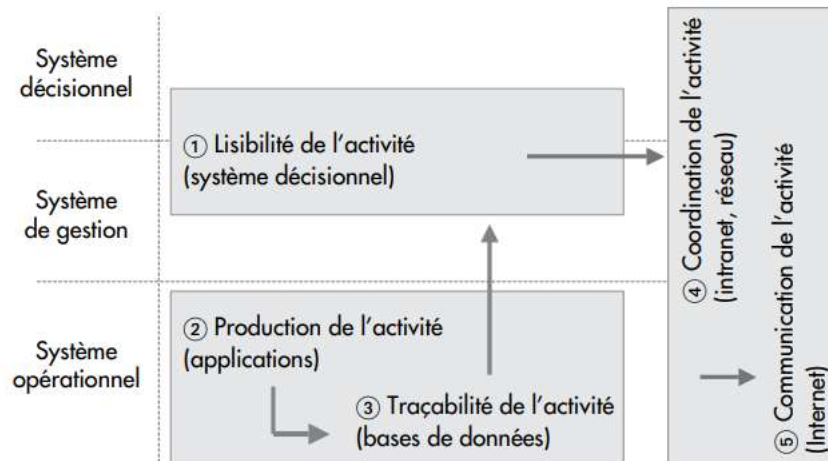 Système
décisionnel
① Lisibilité de l'activité
(système décisionnel)
Système
de gestion
Système
opérationnel
② Production de l'activité
(applications)
③ Traçabilité de l'activité
(bases de données)
④ Coordination de l'activité
(intranet, réseau)
⑤ Communication de l'activité
(Internet)